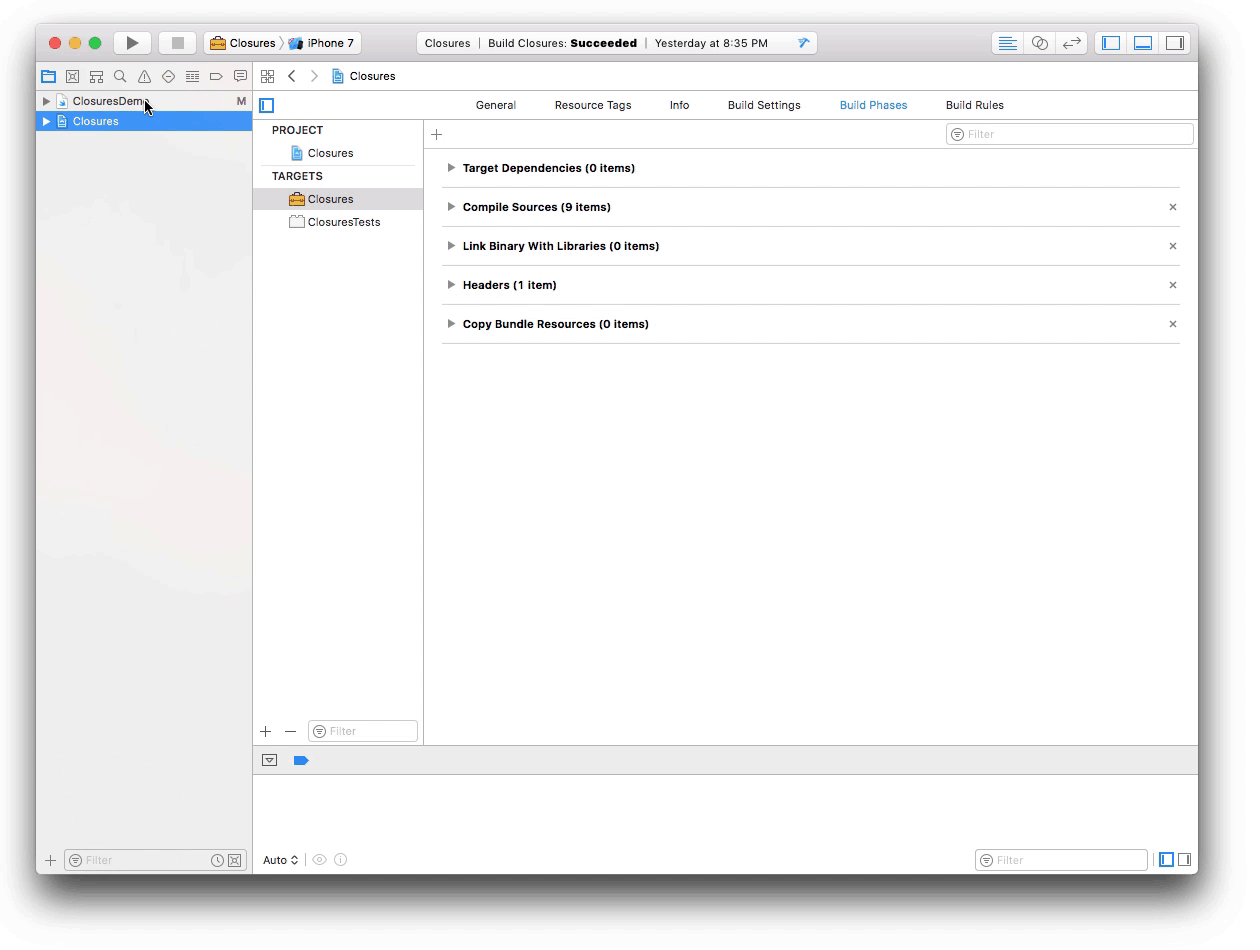 Closures iPhone 7 Closures | Build Closures: Succeeded | Yesterday at 8:35 PM
Closures
ClosuresDemo M
Closures
General Resource Tags Info Build Settings Build Phases Build Rules
PROJECT
Closures
TARGETS
Closures
ClosuresTests
Filter
Target Dependencies (0 items)
Compile Sources (9 items)
Link Binary With Libraries (0 items)
Headers (1 item)
Copy Bundle Resources (0 items)
Filter
Filter
Auto
Filter